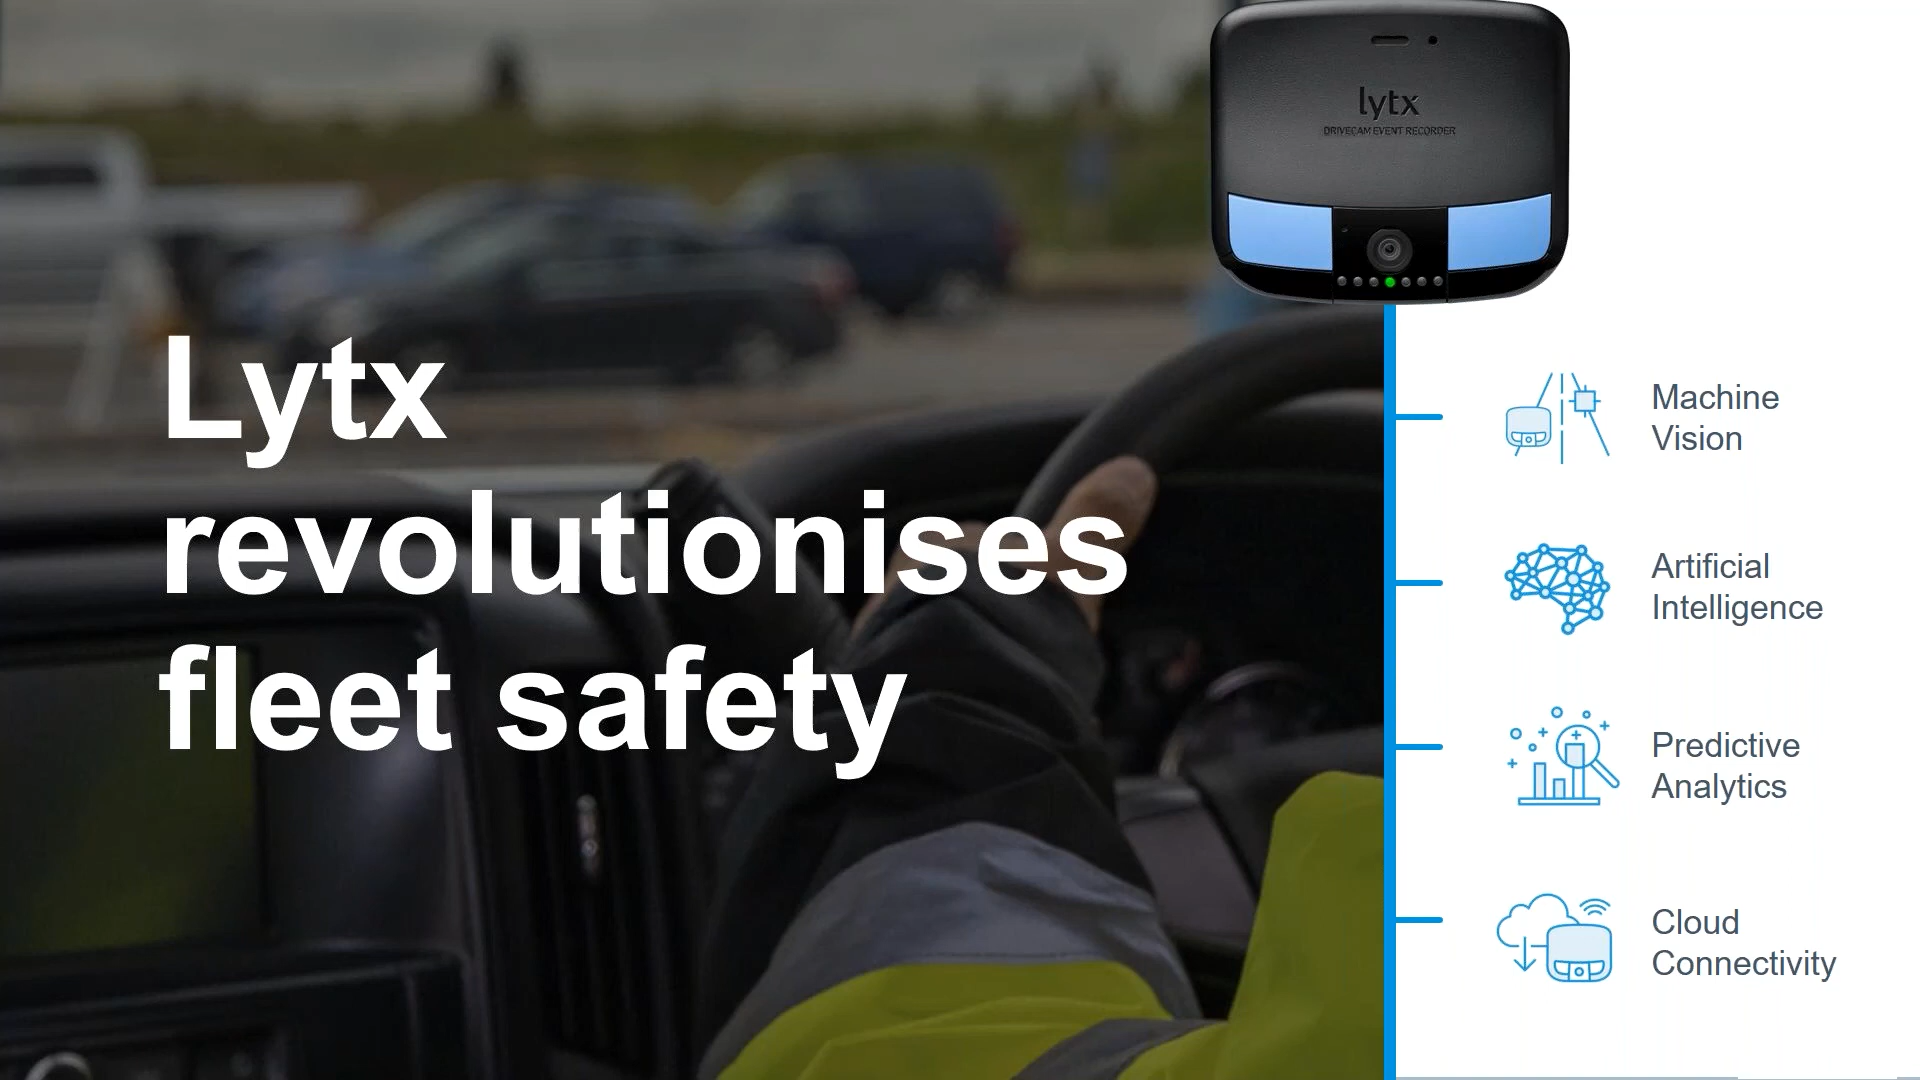 lytx
DRIVECAM EVENT RECORDER
Lytx
revolutionises
fleet safety
Machine
Vision
Artificial
Intelligence
Predictive
Analytics
Cloud
Connectivity